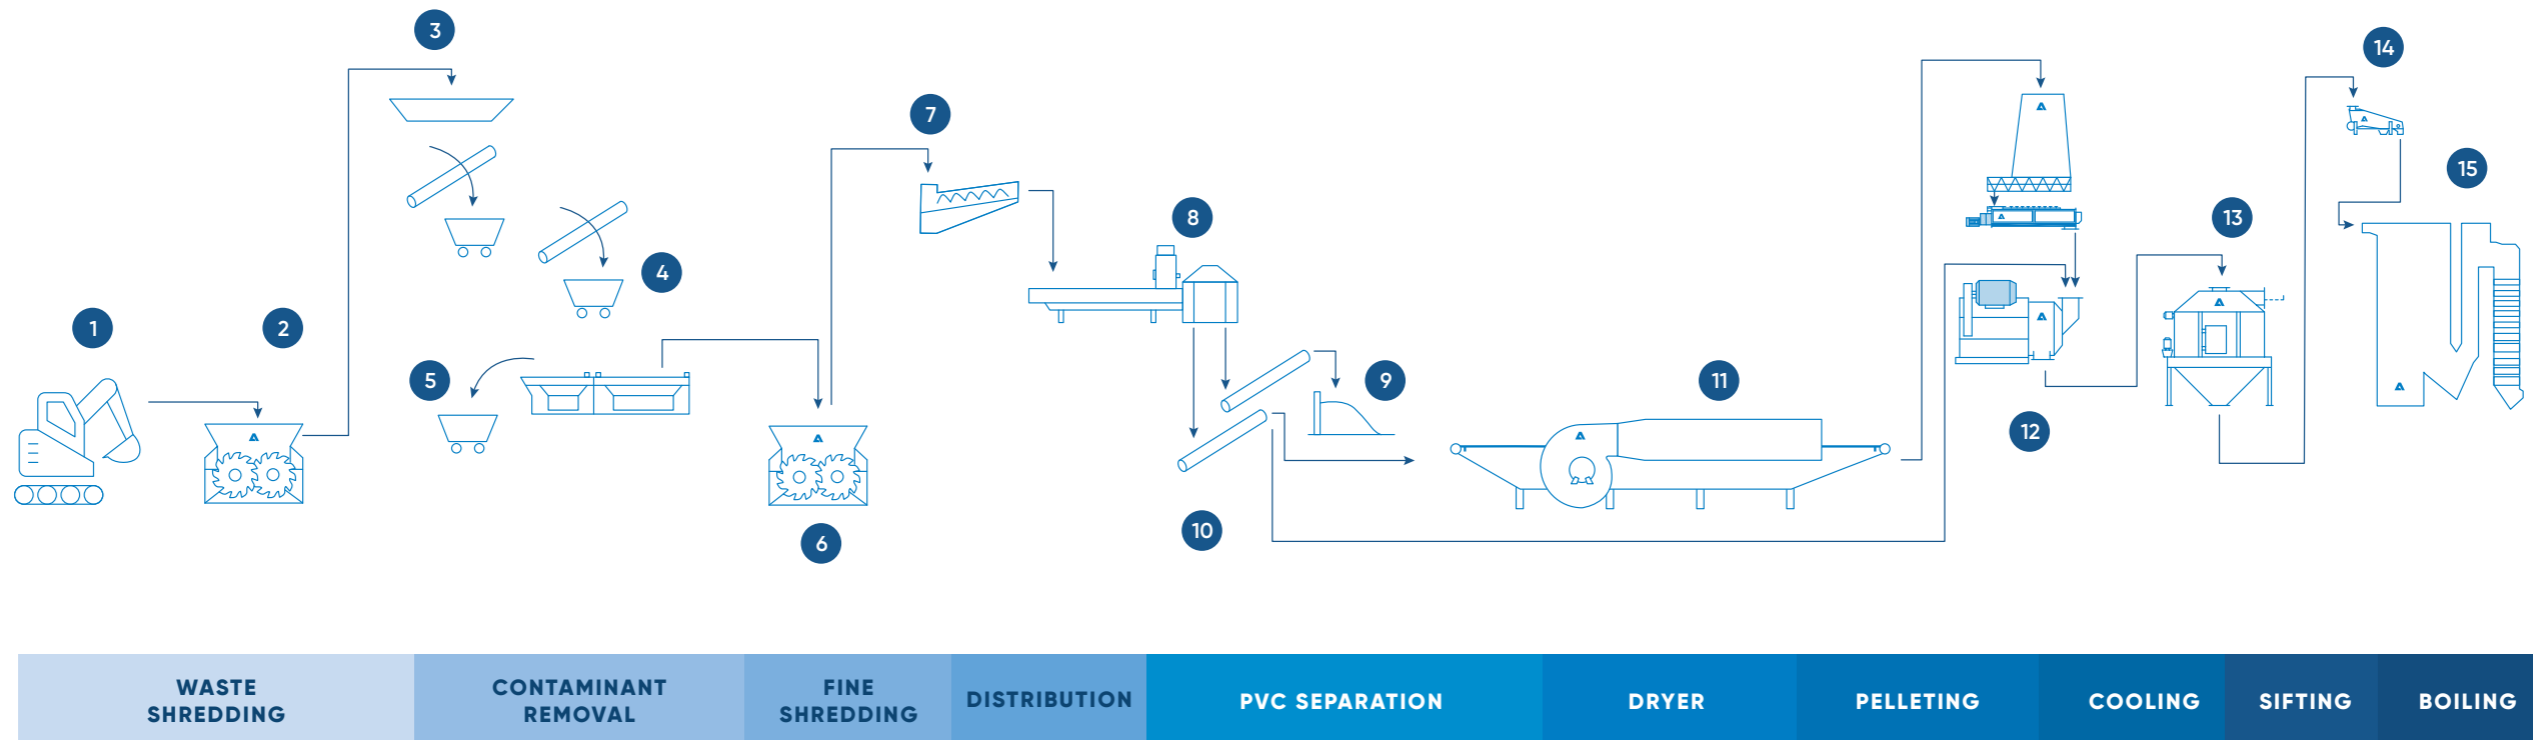 1
2
3
4
5
6
7
8
9
10
11
12
13
14
15
WASTE
SHREDDING
CONTAMINANT
REMOVAL
FINE
SHREDDING
DISTRIBUTION
PVC SEPARATION
DRYER
PELLETING
COOLING
SIFTING
BOILING